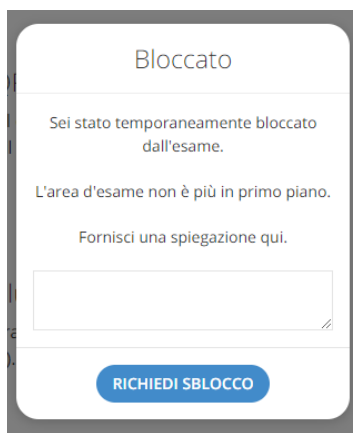 Bloccato
Sei stato temporaneamente bloccato
dall'esame.
L'area d'esame non è più in primo piano.
Fornisci una spiegazione qui.
RICHIEDI SBLOCCO